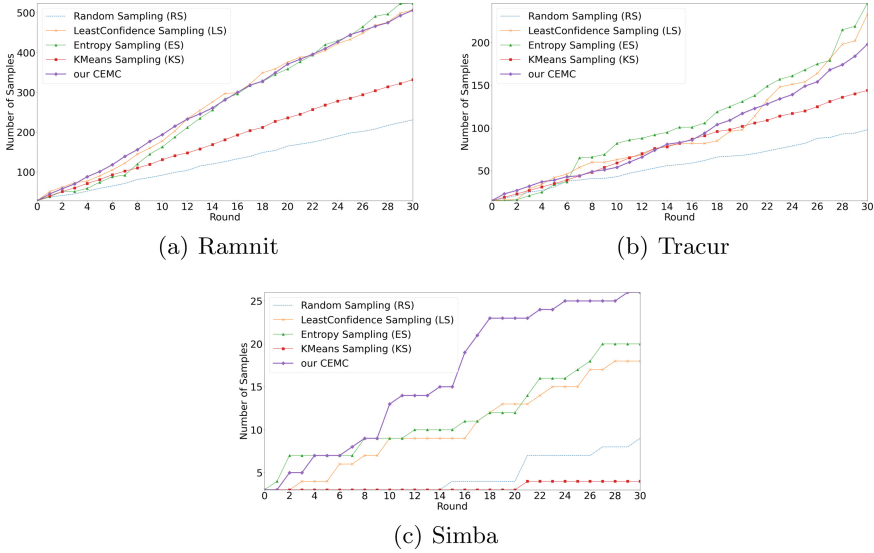 Random Sampling (RS)
LeastConfidence Sampling (LS)
Entropy Sampling (ES)
KMeans Sampling (KS)
our CEMC
Number of Samples
500
400
300
200
100
0 2 4 6 8 10 12 14 16 18 20 22 24 26 28 30
Round
(a) Ramnit
Random Sampling (RS)
LeastConfidence Sampling (LS)
Entropy Sampling (ES)
KMeans Sampling (KS)
our CEMC
Number of Samples
200
150
100
50
0 2 4 6 8 10 12 14 16 18 20 22 24 26 28 30
Round
(b) Tracur
Random Sampling (RS)
LeastConfidence Sampling (LS)
Entropy Sampling (ES)
KMeans Sampling (KS)
our CEMC
Number of Samples
25
20
15
10
5
0 2 4 6 8 10 12 14 16 18 20 22 24 26 28 30
Round
(c) Simba